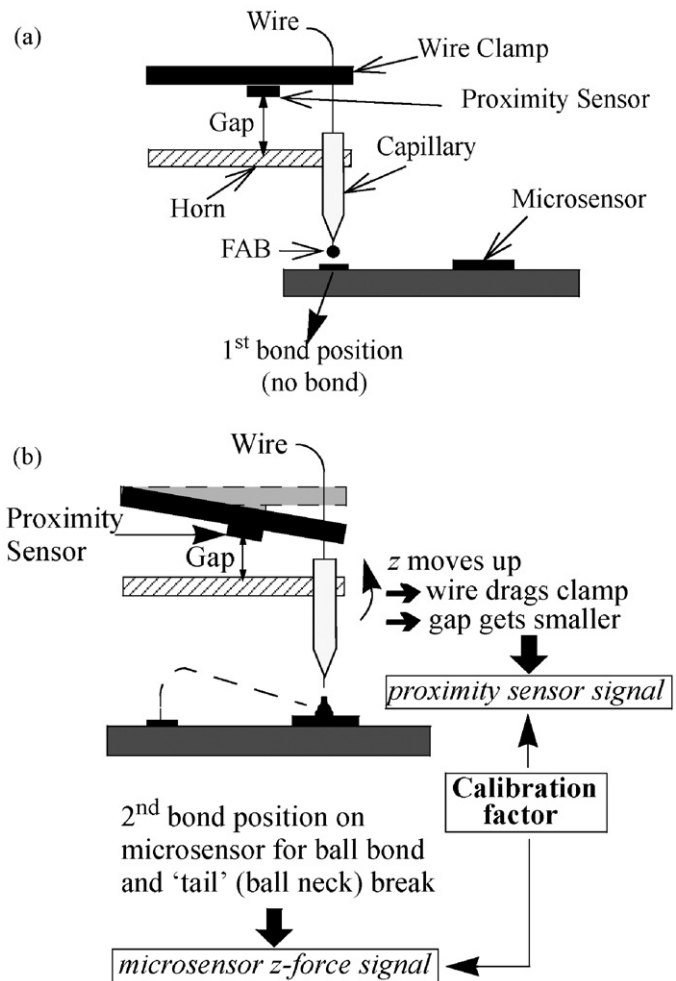 (a)
Wire
Wire Clamp
Proximity Sensor
Gap
Capillary
Horn
Microsensor
FAB
1st bond position
(no bond)
(b)
Wire
Proximity
Sensor
Gap
z moves up
wire drags clamp
gap gets smaller
proximity sensor signal
Calibration
factor
2nd bond position on
microsensor for ball bond
and ‘tail’ (ball neck) break
microsensor z-force signal